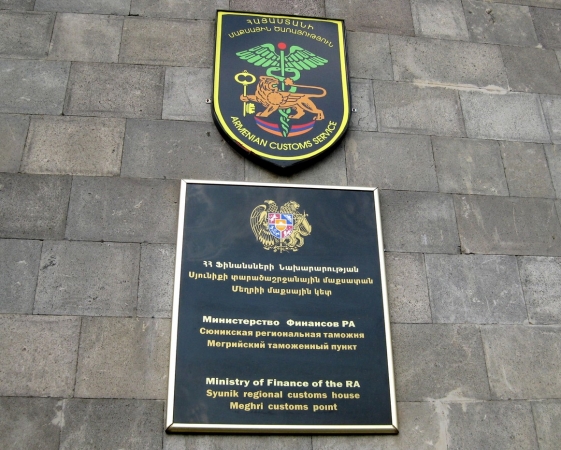 ՀԱՅԱՍՏԱՆԻ
ՄԱՔՍԱՅԻՆ ԾԱՌԱՅՈՒԹՅՈՒՆ
ARMENIAN CUSTOMS SERVICE
ՀՀ Ֆինանսների Նախարարության
Սյունիքի տարածաշրջանային մաքսատան
Մեղրիի մաքսային կետ
Министерство Финансов РА
Сюникская региональная таможня
Мегрийский таможенный пункт
Ministry of Finance of the RA
Syunik regional customs house
Meghri customs point